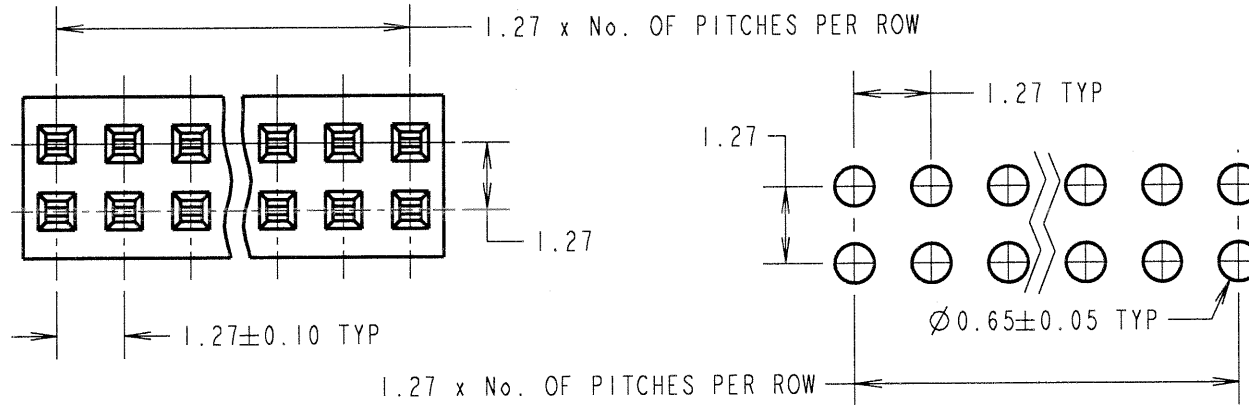 1.27 x No. OF PITCHES PER ROW
1.27 TYP
1.27
1.27
Ø0.65±0.05 TYP
1.27±0.10 TYP
1.27 x No. OF PITCHES PER ROW